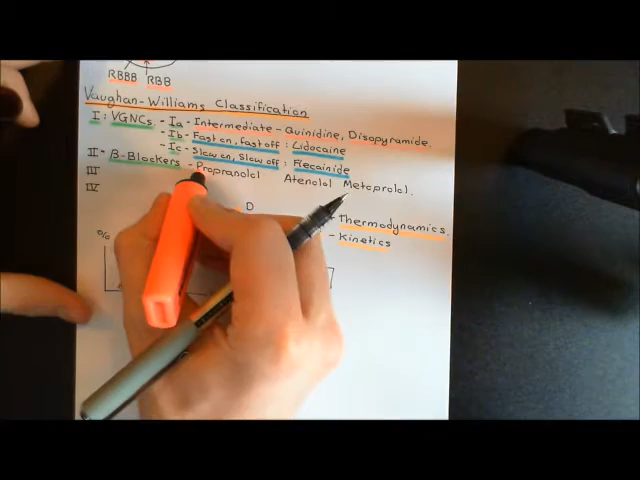 RBBB RBB
Vaughan-Williams Classification
I: VGNCs - Ia - Intermediate - Quinidine, Disopyramide.
- Ib - Fast on, fast off : Lidocaine
- Ic - Slow on, Slow off : Flecainide
II - β-Blockers - Propranolol Atenolol Metoprolol.
III
IV
D
- Thermodynamics.
% - Kinetics